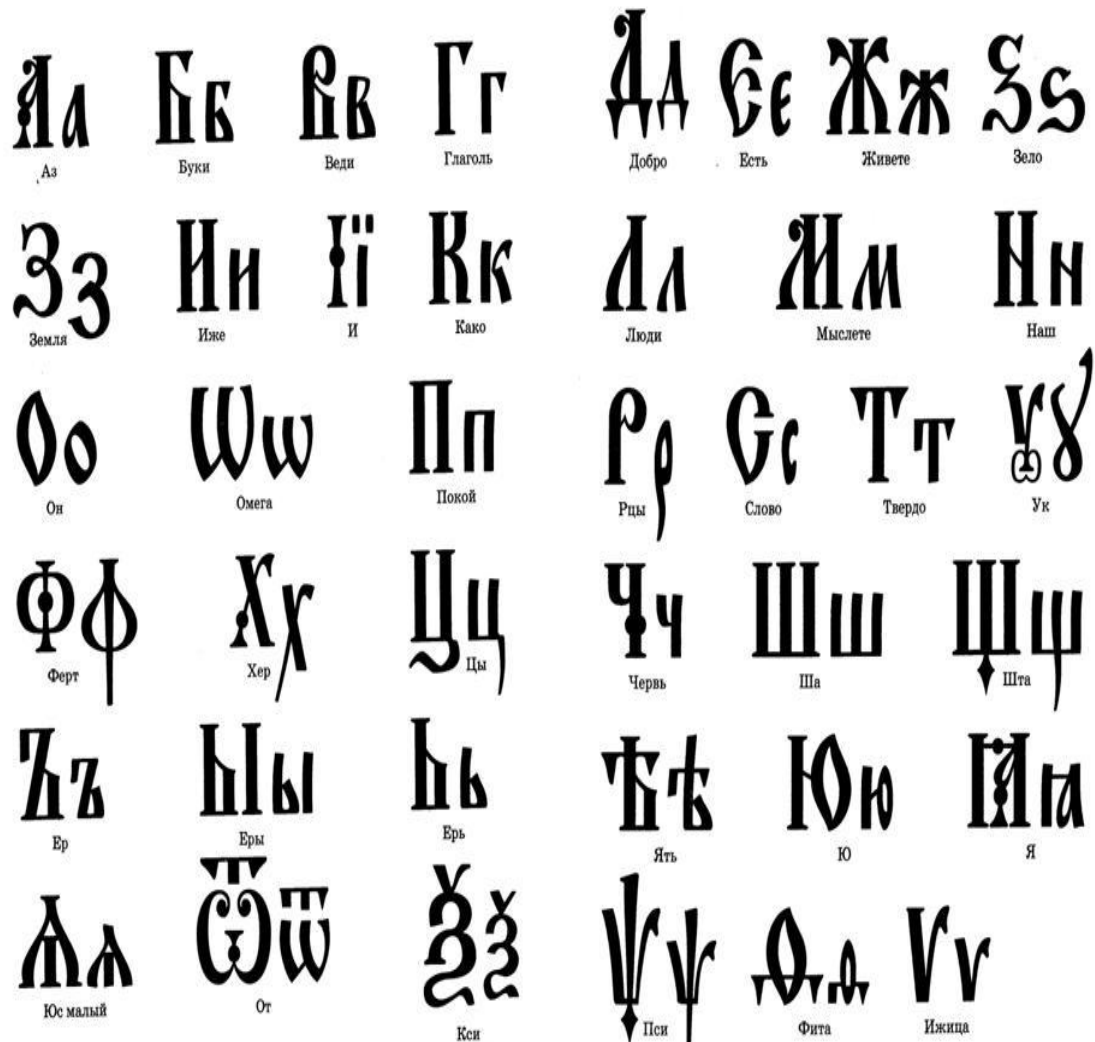 Аа Бб Вв Гг Дд Єє Жж Ѕѕ
Аз Буки Веди Глаголь Добро Есть Живете Зело
Зз Ии Її Кк Лл Мм Нн
Земля Иже И Како Люди Мыслете Наш
Оо Ѡѡ Пп Рр Сс Тт Ѹꙋ
Он Омега Покой Рцы Слово Твердо Ук
Фф Хх Цц Чч Шш Щщ
Ферт Хер Цы Червь Ша Шта
Ъъ Ыы Ьь Ѣѣ Юю Ꙗꙗ
Ер Еры Ерь Ять Ю Я
Ѧѧ Ѿѿ Ѯѯ Ѱѱ Ѳѳ Ѵѵ
Юс малый От Кси Пси Фита Ижица